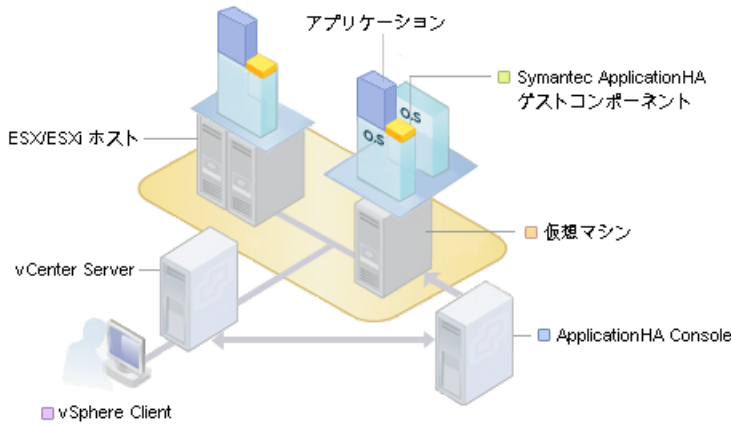 アプリケーション
Symantec ApplicationHA
ゲストコンポーネント
O.S
O.S
ESX/ESXi ホスト
仮想マシン
vCenter Server
ApplicationHA Console
vSphere Client